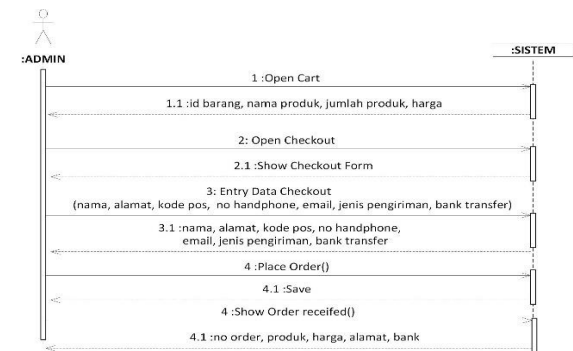 :ADMIN
:SISTEM
1 :Open Cart
1.1 :id barang, nama produk, jumlah produk, harga
2: Open Checkout
2.1 :Show Checkout Form
3: Entry Data Checkout
(nama, alamat, kode pos, no handphone, email, jenis pengiriman, bank transfer)
3.1 :nama, alamat, kode pos, no handphone,
email, jenis pengiriman, bank transfer
4 :Place Order()
4.1 :Save
4 :Show Order receifed()
4.1 :no order, produk, harga, alamat, bank